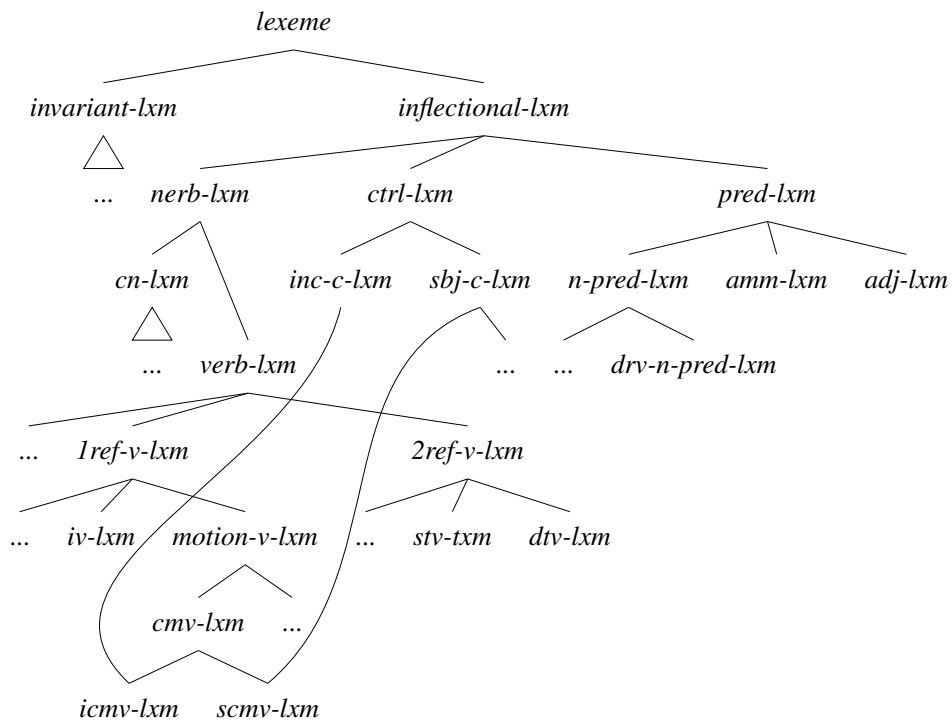 lexeme
invariant-lxm inflectional-lxm
... nerb-lxm ctrl-lxm pred-lxm
cn-lxm inc-c-lxm sbj-c-lxm n-pred-lxm amm-lxm adj-lxm
... verb-lxm ... ... drv-n-pred-lxm
... 1ref-v-lxm 2ref-v-lxm
... iv-lxm motion-v-lxm ... stv-txm dtv-lxm
cmv-lxm ...
icmv-lxm scmv-lxm